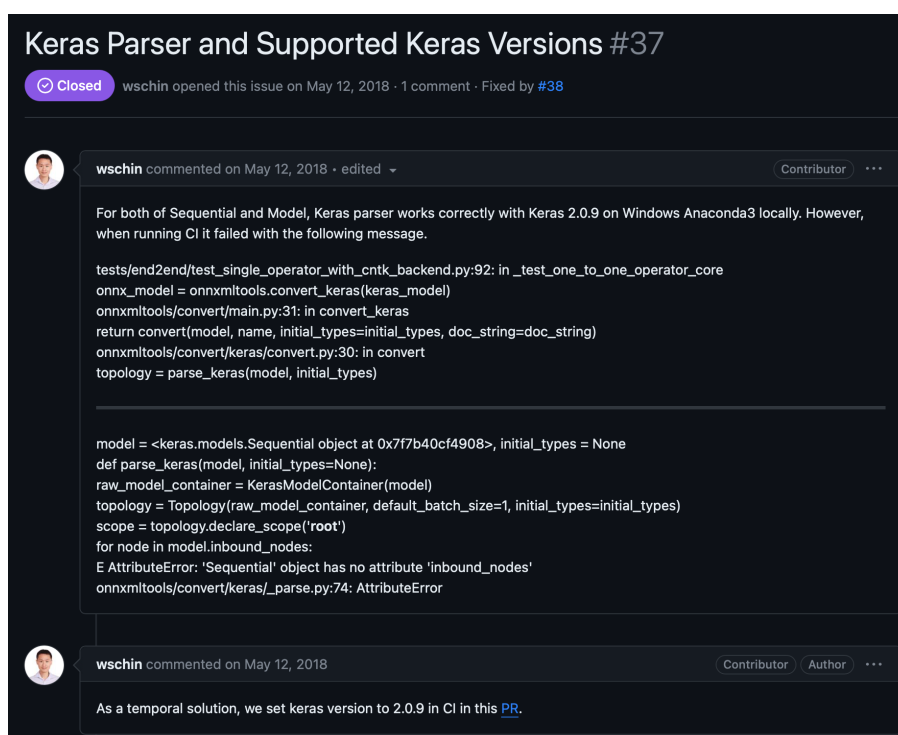 Keras Parser and Supported Keras Versions #37
Closed wschin opened this issue on May 12, 2018 · 1 comment · Fixed by #38
wschin commented on May 12, 2018 • edited Contributor ···
For both of Sequential and Model, Keras parser works correctly with Keras 2.0.9 on Windows Anaconda3 locally. However,
when running CI it failed with the following message.
tests/end2end/test_single_operator_with_cntk_backend.py:92: in _test_one_to_one_operator_core
onnx_model = onnxmltools.convert_keras(keras_model)
onnxmltools/convert/main.py:31: in convert_keras
return convert(model, name, initial_types=initial_types, doc_string=doc_string)
onnxmltools/convert/keras/convert.py:30: in convert
topology = parse_keras(model, initial_types)
model = <keras.models.Sequential object at 0x7f7b40cf4908>, initial_types = None
def parse_keras(model, initial_types=None):
raw_model_container = KerasModelContainer(model)
topology = Topology(raw_model_container, default_batch_size=1, initial_types=initial_types)
scope = topology.declare_scope('root')
for node in model.inbound_nodes:
E AttributeError: 'Sequential' object has no attribute 'inbound_nodes'
onnxmltools/convert/keras/_parse.py:74: AttributeError
wschin commented on May 12, 2018 Contributor Author ···
As a temporal solution, we set keras version to 2.0.9 in CI in this PR.